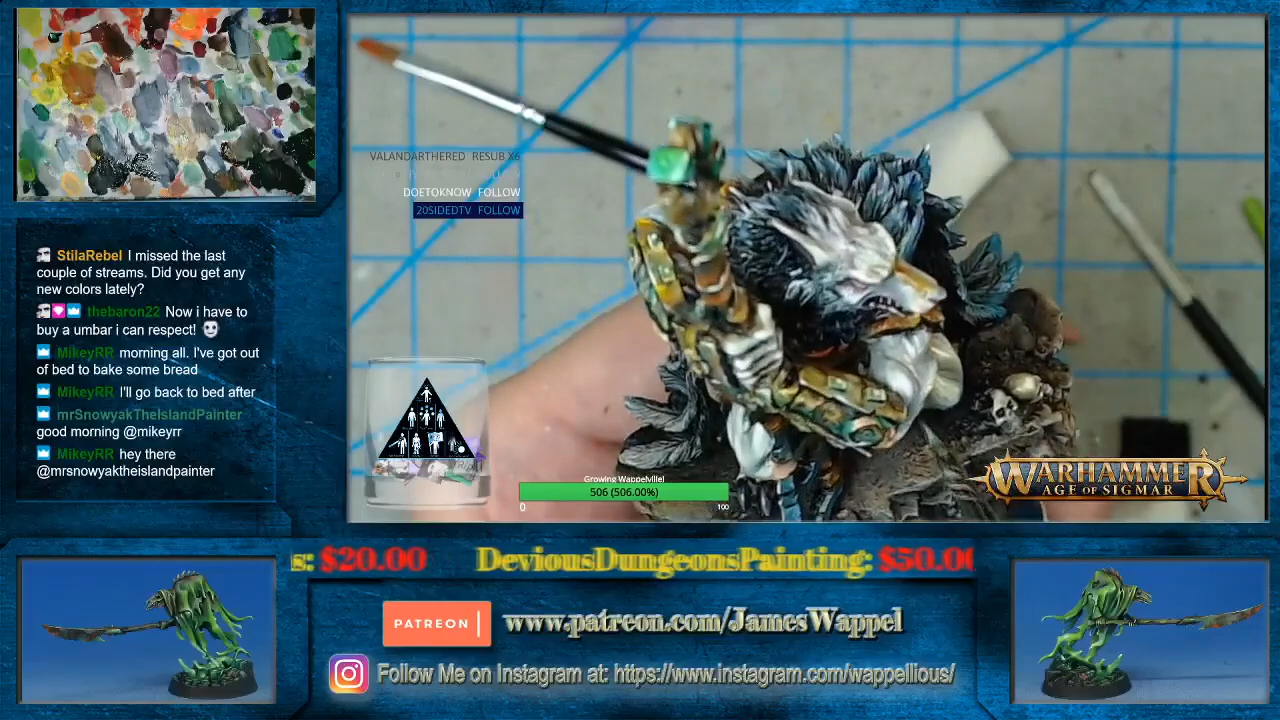 StilaRebel I missed the last
couple of streams. Did you get any
new colors lately?
thebaron22 Now i have to
buy a umbar i can respect!
MikeyRR morning all. I've got out
of bed to bake some bread
MikeyRR I'll go back to bed after
mrSnowyakTheIslandPainter
good morning @mikeyrr
MikeyRR hey there
@mrsnowyaktheislandpainter
VALANDARTHERED RESUB X6
DOETOKNOW FOLLOW
20SIDEDTV FOLLOW
Growing Wappelville!
506 (506.00%)
0 100
WARHAMMER
AGE OF SIGMAR
s: $20.00 DeviousDungeonsPainting: $50.00
PATREON www.patreon.com/JamesWappel
Follow Me on Instagram at: https://www.instagram.com/wappellious/